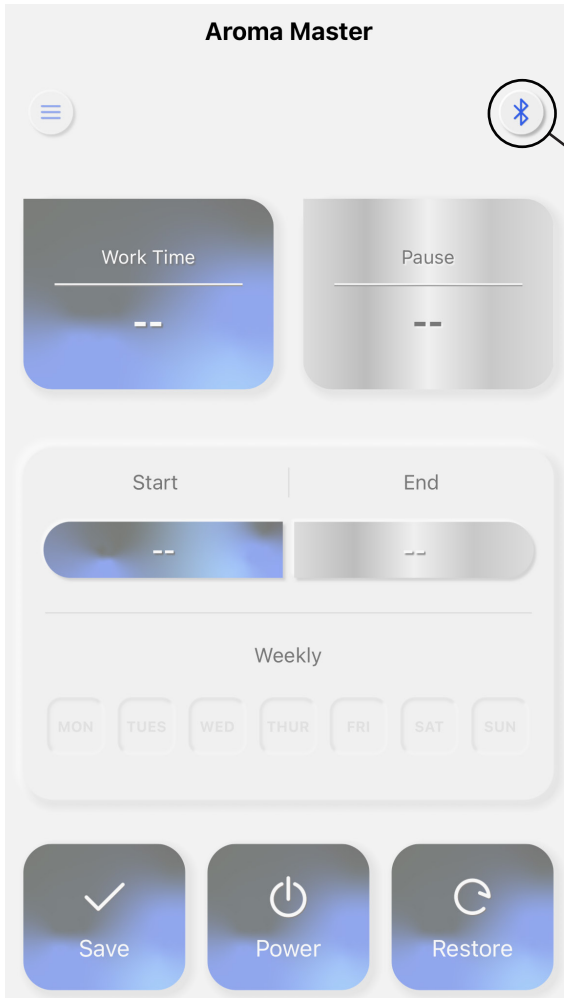 Aroma Master
Work Time
--
Pause
--
Start
End
--
--
Weekly
MON TUES WED THUR FRI SAT SUN
Save
Power
Restore